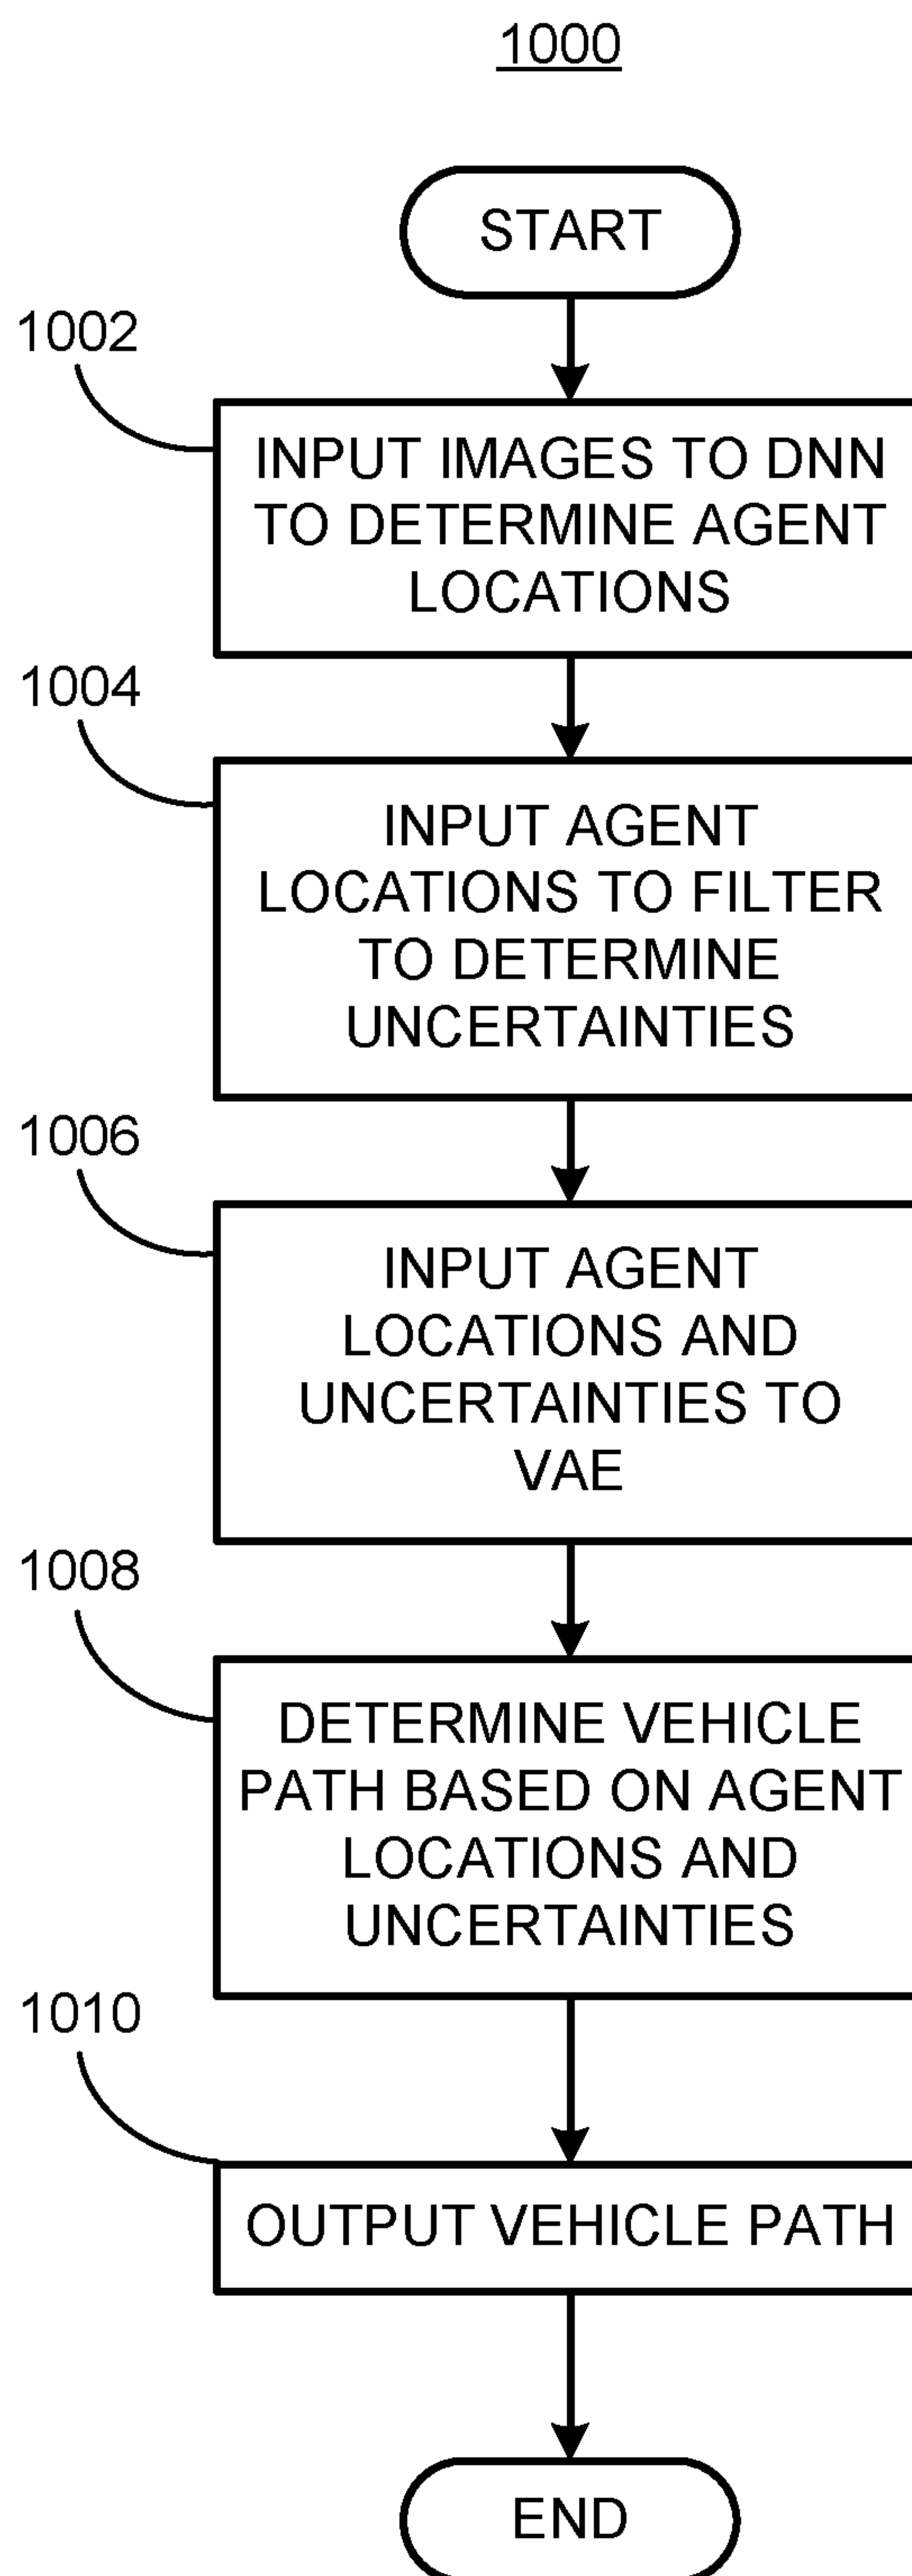 1000
START
1002
INPUT IMAGES TO DNN
TO DETERMINE AGENT
LOCATIONS
1004
INPUT AGENT
LOCATIONS TO FILTER
TO DETERMINE
UNCERTAINTIES
1006
INPUT AGENT
LOCATIONS AND
UNCERTAINTIES TO
VAE
1008
DETERMINE VEHICLE
PATH BASED ON AGENT
LOCATIONS AND
UNCERTAINTIES
1010
OUTPUT VEHICLE PATH
END